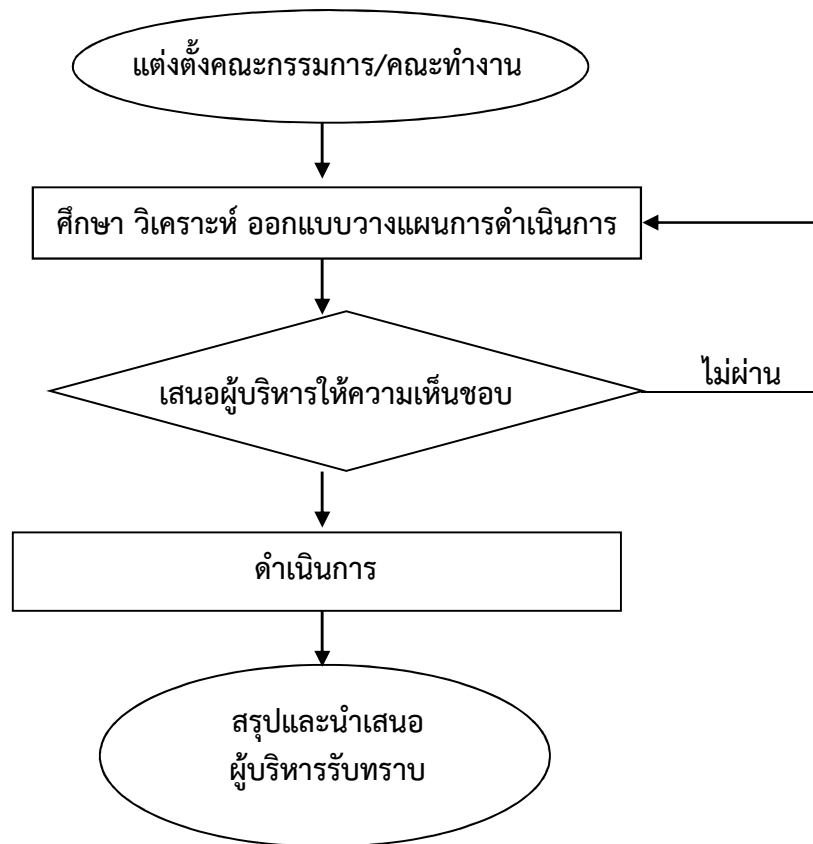 แต่งตั้งคณะกรรมการ/คณะทำงาน
ศึกษา วิเคราะห์ ออกแบบวางแผนการดำเนินการ
เสนอผู้บริหารให้ความเห็นชอบ
ไม่ผ่าน
ดำเนินการ
สรุปและนำเสนอ
ผู้บริหารรับทราบ